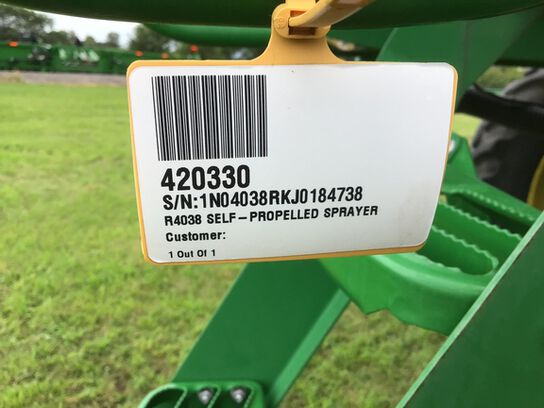 420330
S/N:1N04038RKJ0184738
R4038 SELF-PROPELLED SPRAYER
Customer:
1 Out Of 1